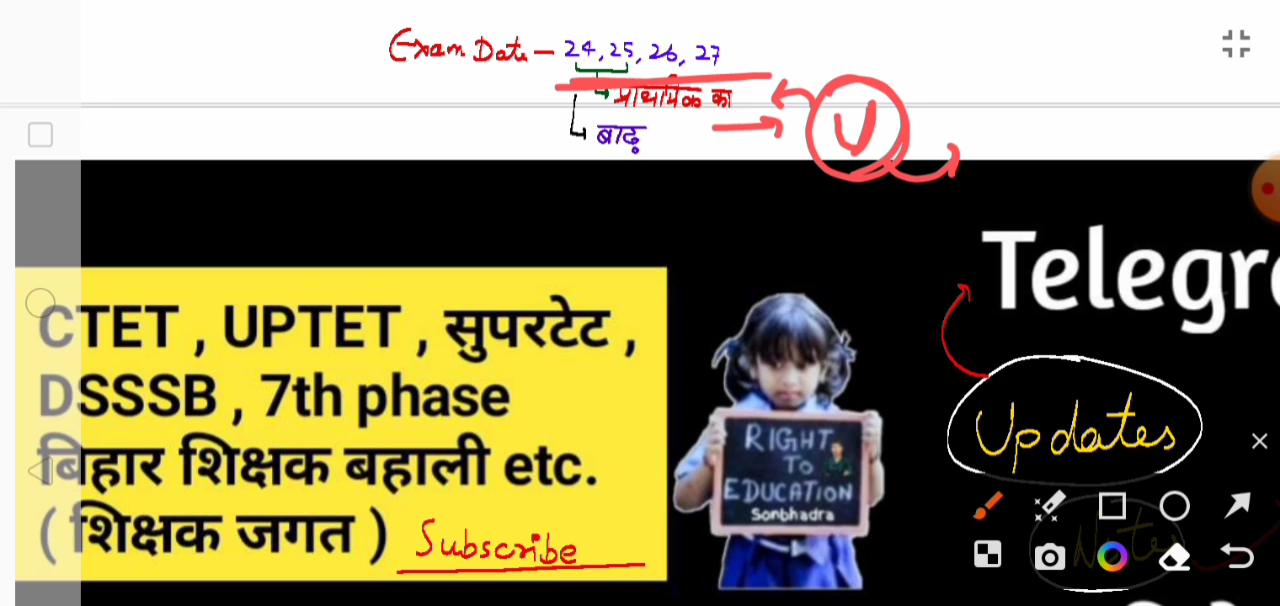 Exam Date – 24, 25, 26, 27
प्राथमिक का
बाढ़
U
Telegr
CTET , UPTET , सुपरटेट ,
DSSSB , 7th phase
बिहार शिक्षक बहाली etc.
( शिक्षक जगत ) Subscribe
RIGHT
TO
EDUCATION
Sonbhadra
Updates
Notes